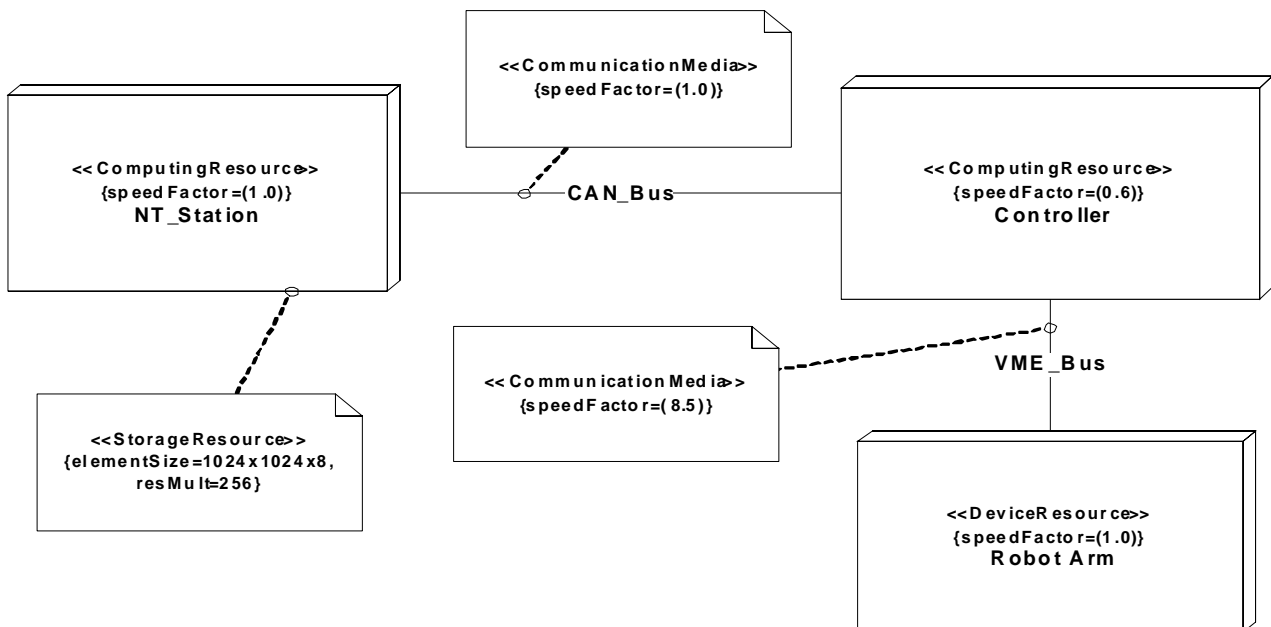 <<CommunicationMedia>>
{speedFactor=(1.0)}
<<ComputingResource>>
{speedFactor=(1.0)}
NT_Station
CAN_Bus
<<ComputingResource>>
{speedFactor=(0.6)}
Controller
<<CommunicationMedia>>
{speedFactor=(8.5)}
VME_Bus
<<StorageResource>>
{elementSize=1024x1024x8,
resMult=256}
<<DeviceResource>>
{speedFactor=(1.0)}
Robot Arm